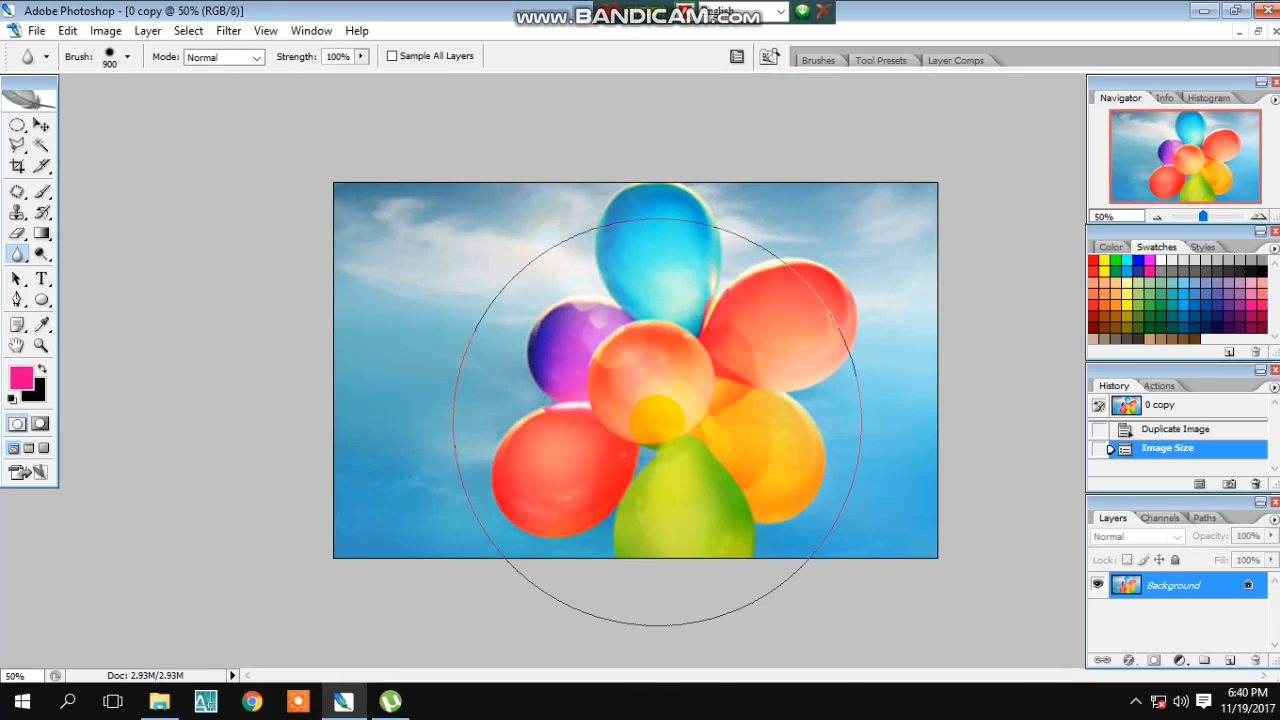 Adobe Photoshop - [0 copy @ 50% (RGB/8)]
www.BANDICAM.com
English
File Edit Image Layer Select Filter View Window Help
Brush: 900 Mode: Normal Strength: 100% Sample All Layers
Brushes Tool Presets Layer Comps
Navigator Info Histogram
50%
Color Swatches Styles
History Actions
0 copy
Duplicate Image
Image Size
Layers Channels Paths
Normal Opacity: 100%
Lock: Fill: 100%
Background
50% Doc: 2.93M/2.93M
6:40 PM
11/19/2017